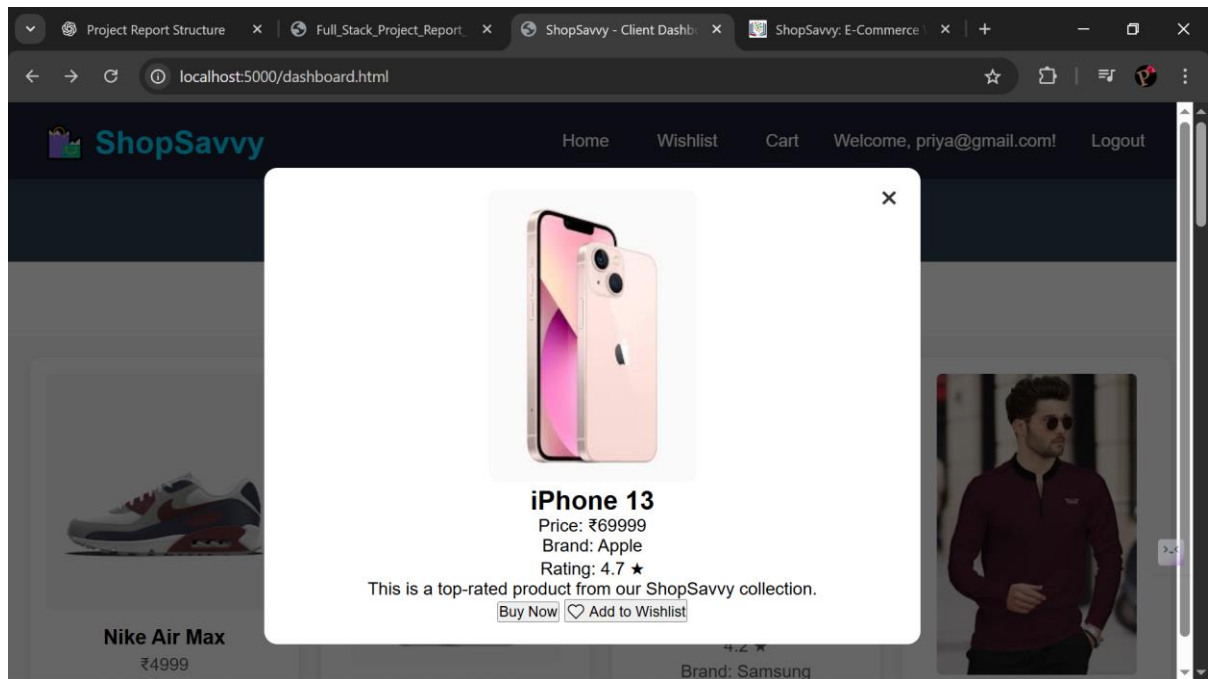 Project Report Structure
Full_Stack_Project_Report_
ShopSavvy - Client Dashb
ShopSavvy: E-Commerce
localhost:5000/dashboard.html
ShopSavvy Home Wishlist Cart Welcome, priya@gmail.com! Logout
iPhone 13
Price: ₹69999
Brand: Apple
Rating: 4.7 ★
This is a top-rated product from our ShopSavvy collection.
Buy Now ♡ Add to Wishlist
Nike Air Max
₹4999
4.2 ★
Brand: Samsung